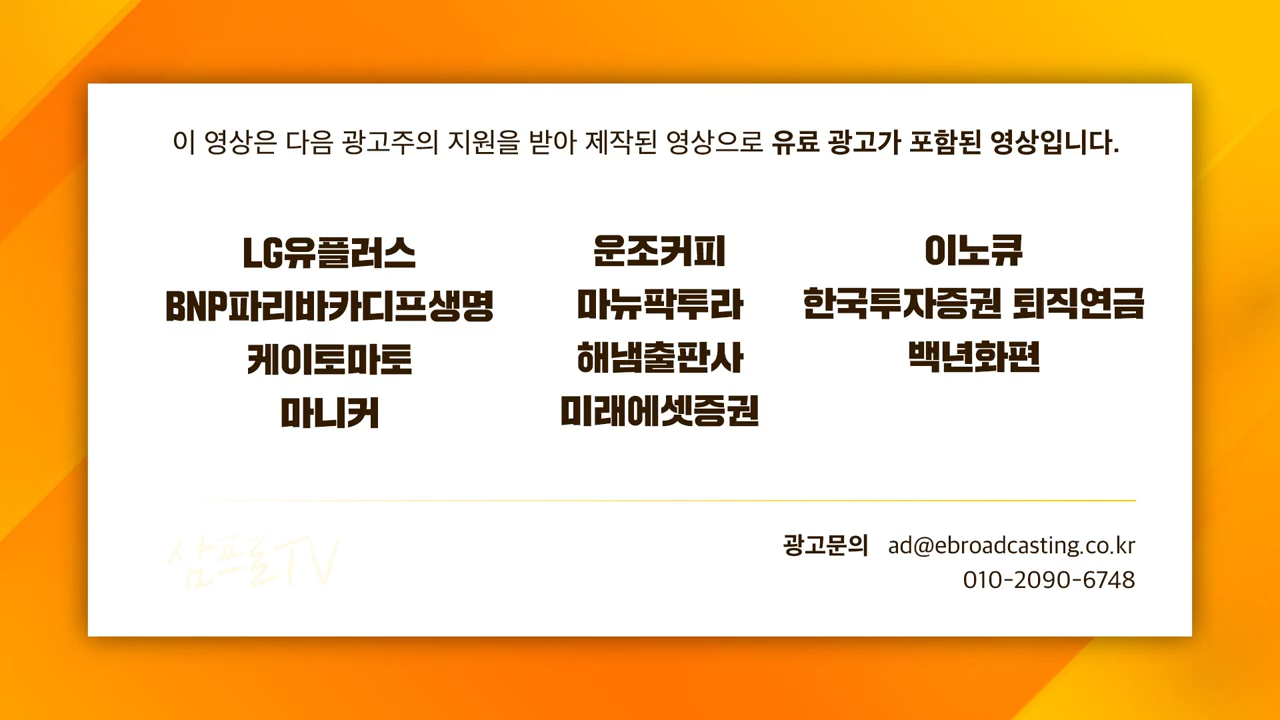 이 영상은 다음 광고주의 지원을 받아 제작된 영상으로 유료 광고가 포함된 영상입니다.
LG유플러스
BNP파리바카디프생명
케이토마토
마니커
운조커피
마뉴팍투라
해냄출판사
미래에셋증권
이노큐
한국투자증권 퇴직연금
백년화편
삼프로TV
광고문의 ad@ebroadcasting.co.kr
010-2090-6748